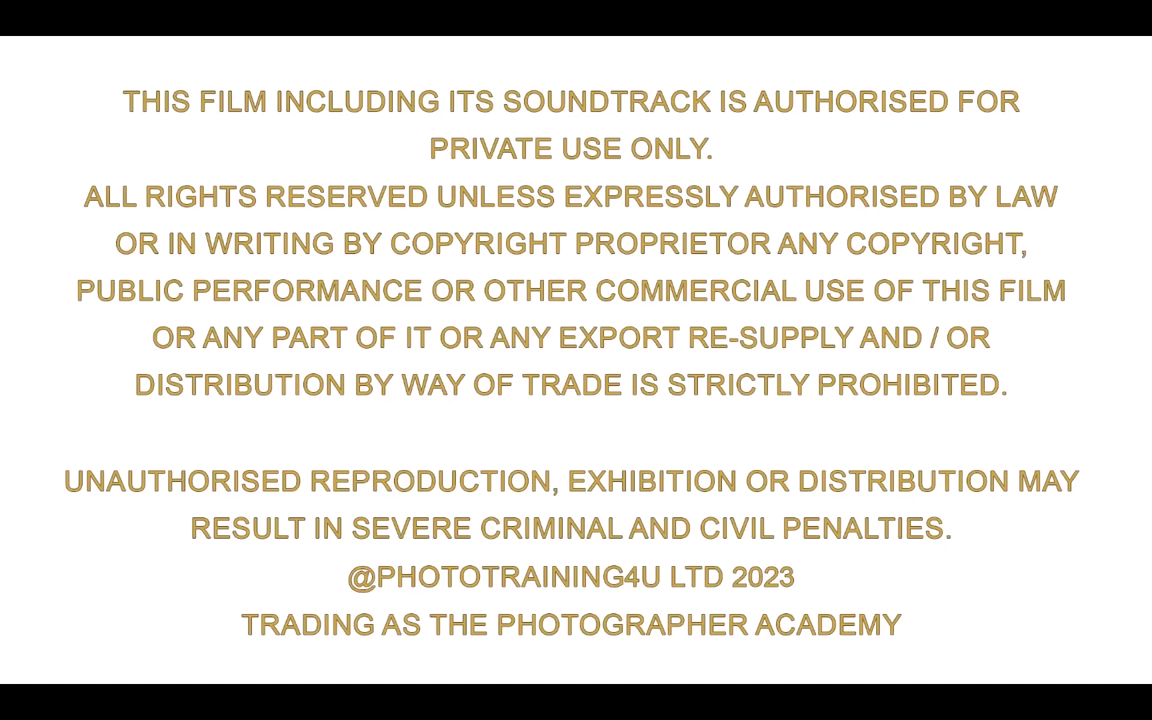 THIS FILM INCLUDING ITS SOUNDTRACK IS AUTHORISED FOR
PRIVATE USE ONLY.
ALL RIGHTS RESERVED UNLESS EXPRESSLY AUTHORISED BY LAW
OR IN WRITING BY COPYRIGHT PROPRIETOR ANY COPYRIGHT,
PUBLIC PERFORMANCE OR OTHER COMMERCIAL USE OF THIS FILM
OR ANY PART OF IT OR ANY EXPORT RE-SUPPLY AND / OR
DISTRIBUTION BY WAY OF TRADE IS STRICTLY PROHIBITED.
UNAUTHORISED REPRODUCTION, EXHIBITION OR DISTRIBUTION MAY
RESULT IN SEVERE CRIMINAL AND CIVIL PENALTIES.
@PHOTOTRAINING4U LTD 2023
TRADING AS THE PHOTOGRAPHER ACADEMY